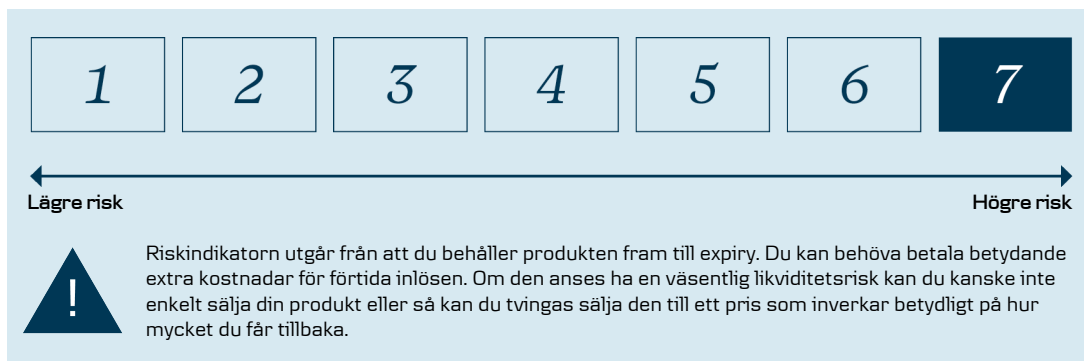 1 2 3 4 5 6 7
Lägre risk Högre risk
!
Riskindikatorn utgår från att du behåller produkten fram till expiry. Du kan behöva betala betydande
extra kostnadar för förtida inlösen. Om den anses ha en väsentlig likviditetsrisk kan du kanske inte
enkelt sälja din produkt eller så kan du tvingas sälja den till ett pris som inverkar betydligt på hur
mycket du får tillbaka.